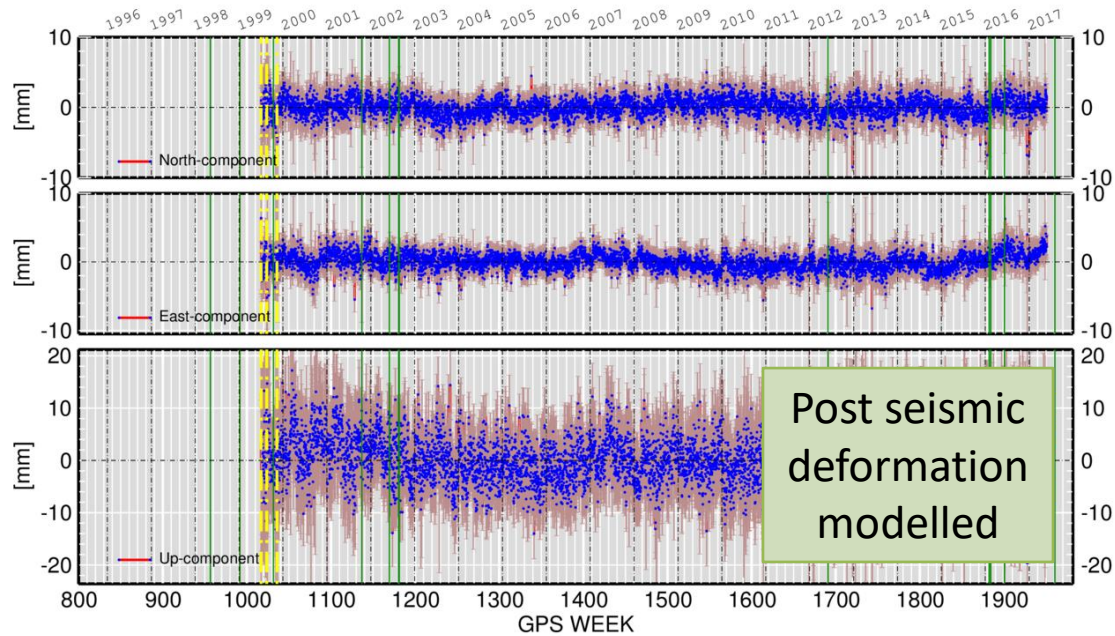 1996 1997 1998 1999 2000 2001 2002 2003 2004 2005 2006 2007 2008 2009 2010 2011 2012 2013 2014 2015 2016 2017
10 10
[mm]
0 0
North-component
-10 -10
10 10
[mm]
0 0
East-component
-10 -10
20 20
10 10
[mm]
0 0
-10 -10
-20 -20
Up-component
Post seismic
deformation
modelled
800 900 1000 1100 1200 1300 1400 1500 1600 1700 1800 1900
GPS WEEK